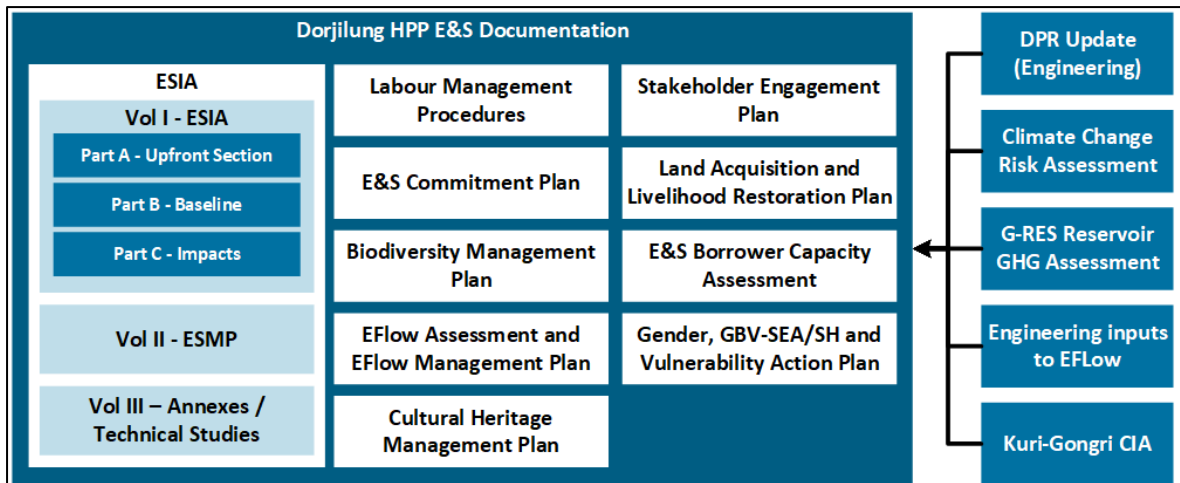 Dorjilung HPP E&S Documentation
ESIA
Vol I - ESIA
Part A - Upfront Section
Part B - Baseline
Part C - Impacts
Vol II - ESMP
Vol III – Annexes /
Technical Studies
Labour Management
Procedures
E&S Commitment Plan
Biodiversity Management
Plan
EFlow Assessment and
EFlow Management Plan
Cultural Heritage
Management Plan
Stakeholder Engagement
Plan
Land Acquisition and
Livelihood Restoration Plan
E&S Borrower Capacity
Assessment
Gender, GBV-SEA/SH and
Vulnerability Action Plan
DPR Update
(Engineering)
Climate Change
Risk Assessment
G-RES Reservoir
GHG Assessment
Engineering inputs
to EFLow
Kuri-Gongri CIA